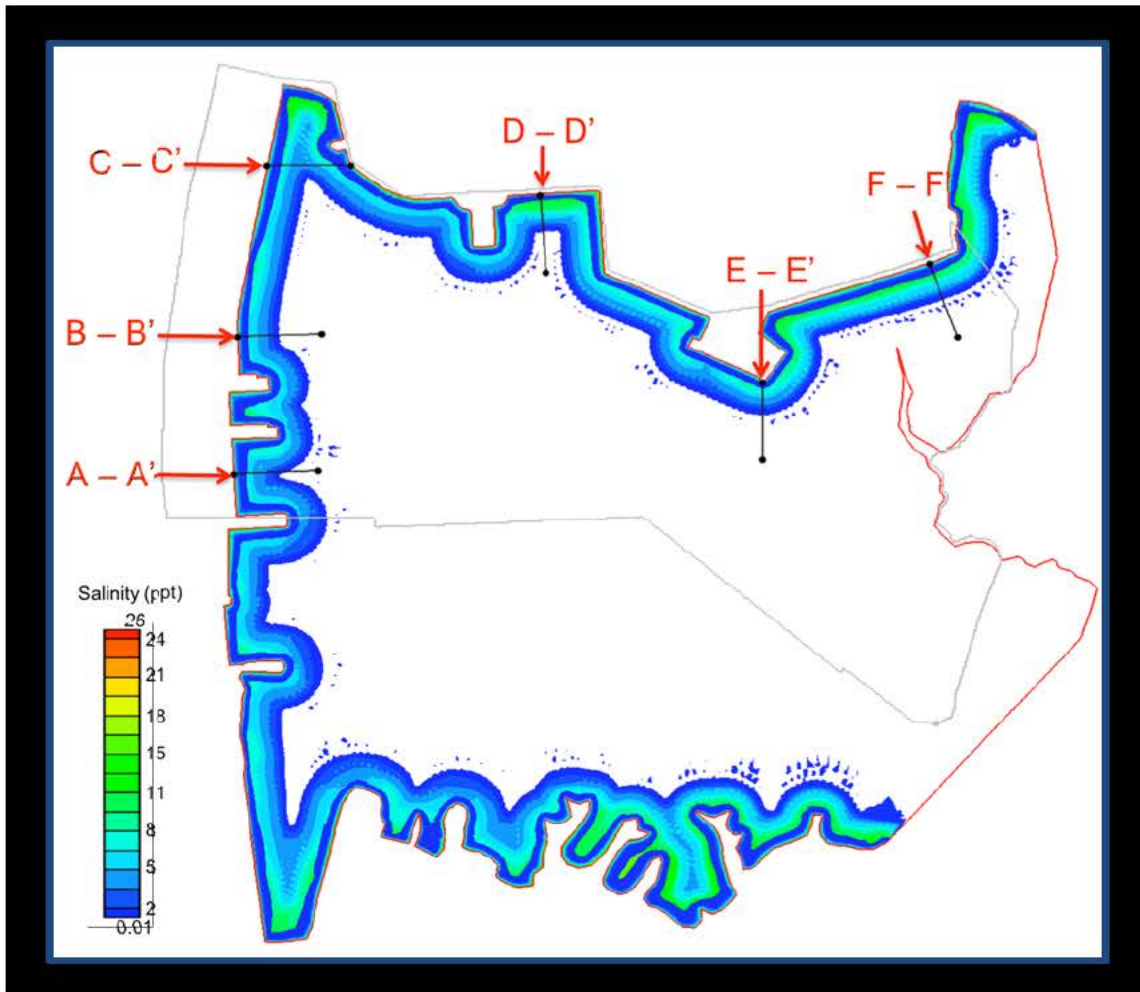 D – D'
C – C'
F – F
E – E'
B – B'
A – A'
Salinity (ppt)
26
24
21
18
15
11
8
5
2
0.01